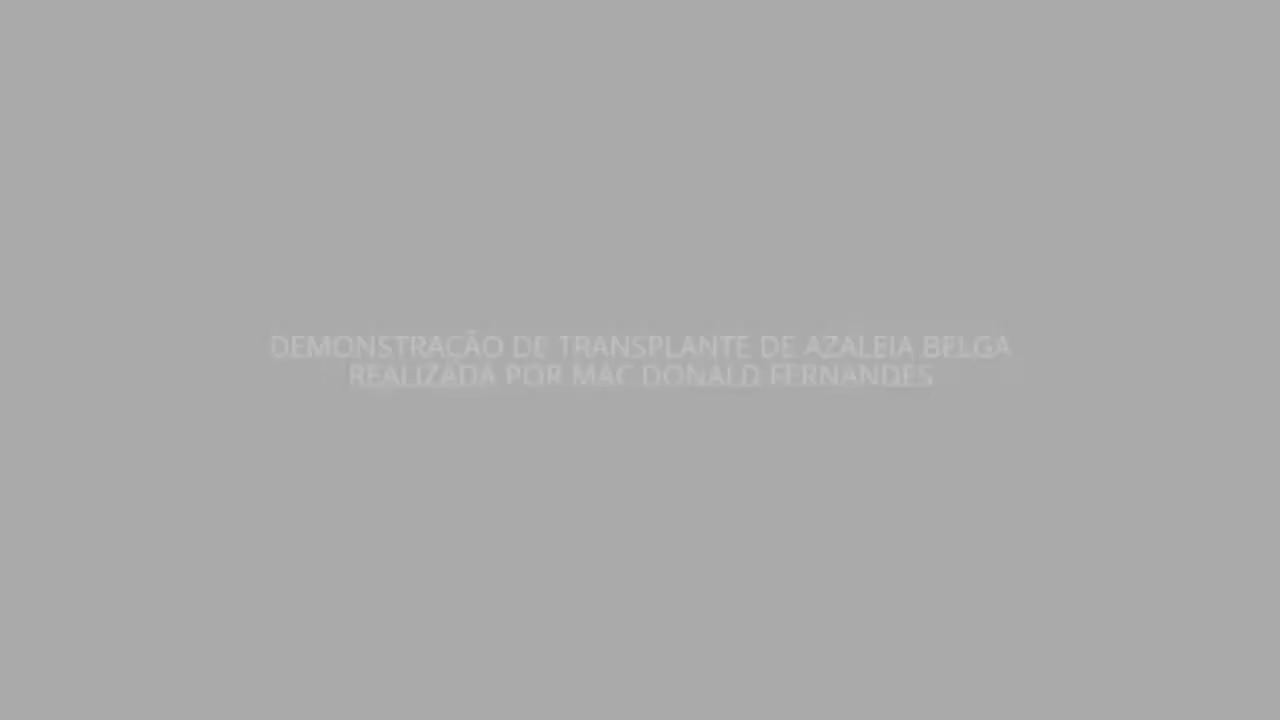 DEMONSTRAÇÃO DE TRANSPLANTE DE AZALEIA BELGA
REALIZADA POR MAC DONALD FERNANDES